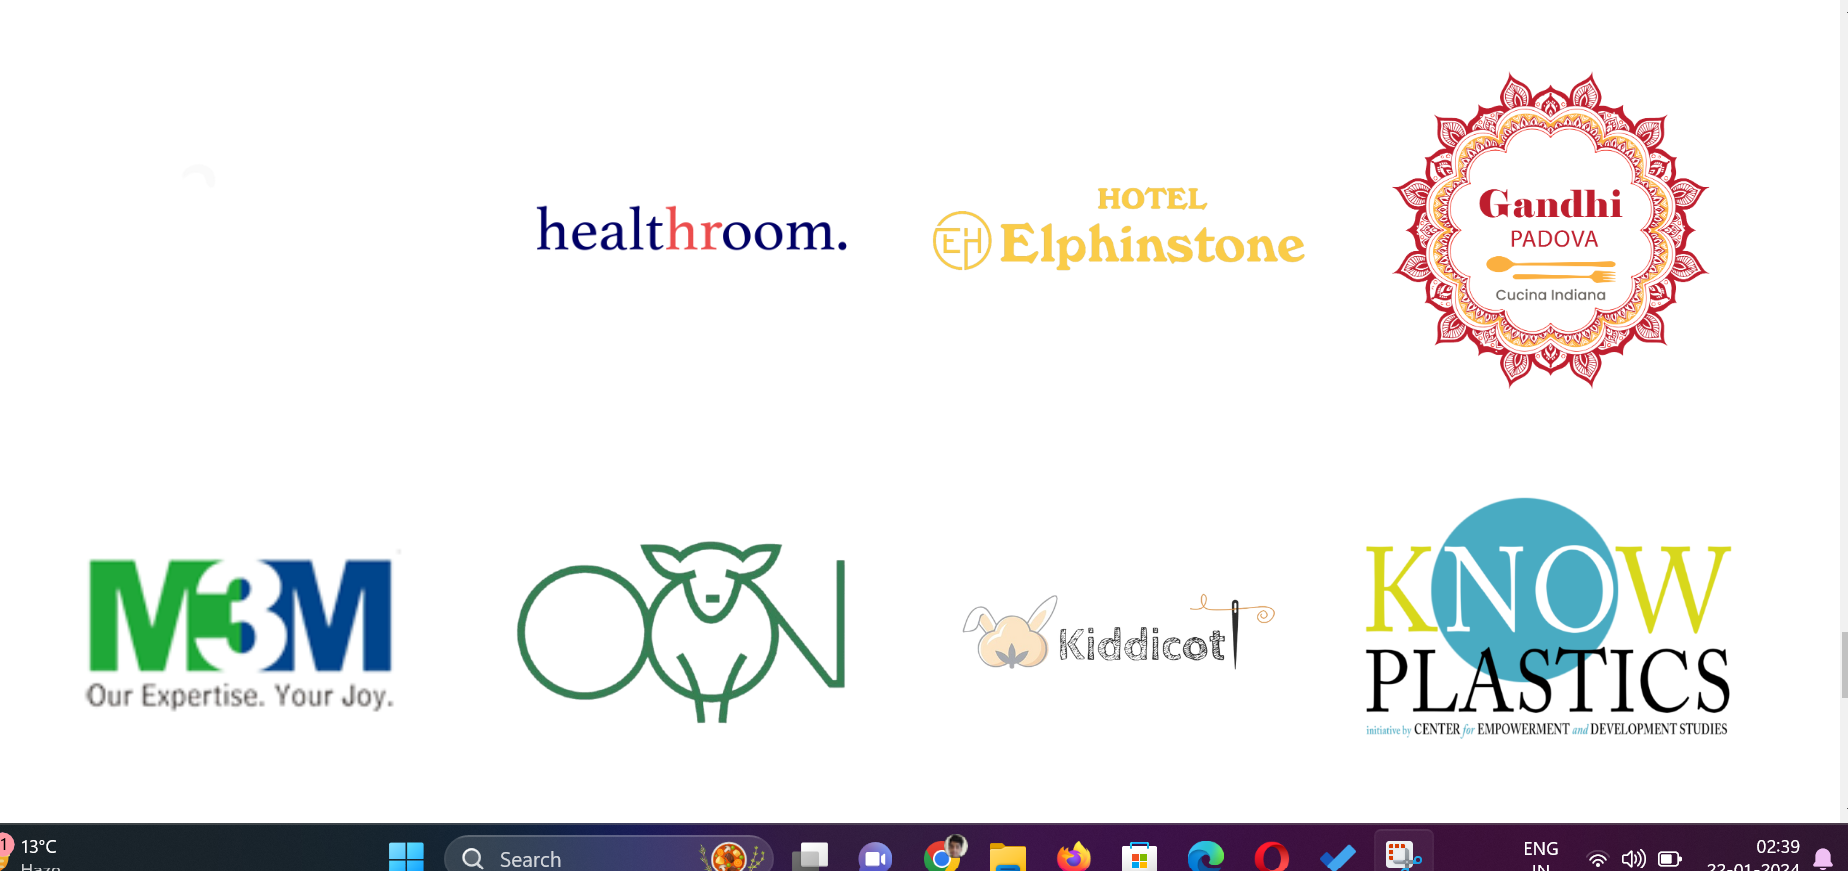 healthroom.
HOTEL
EH Elphinstone
Gandhi
PADOVA
Cucina Indiana
M3M
Our Expertise. Your Joy.
OON
Kiddicot
KNOW
PLASTICS
initiative by CENTER for EMPOWERMENT and DEVELOPMENT STUDIES
1
13°C
Haze
Search
ENG
IN
02:39
22-01-2024